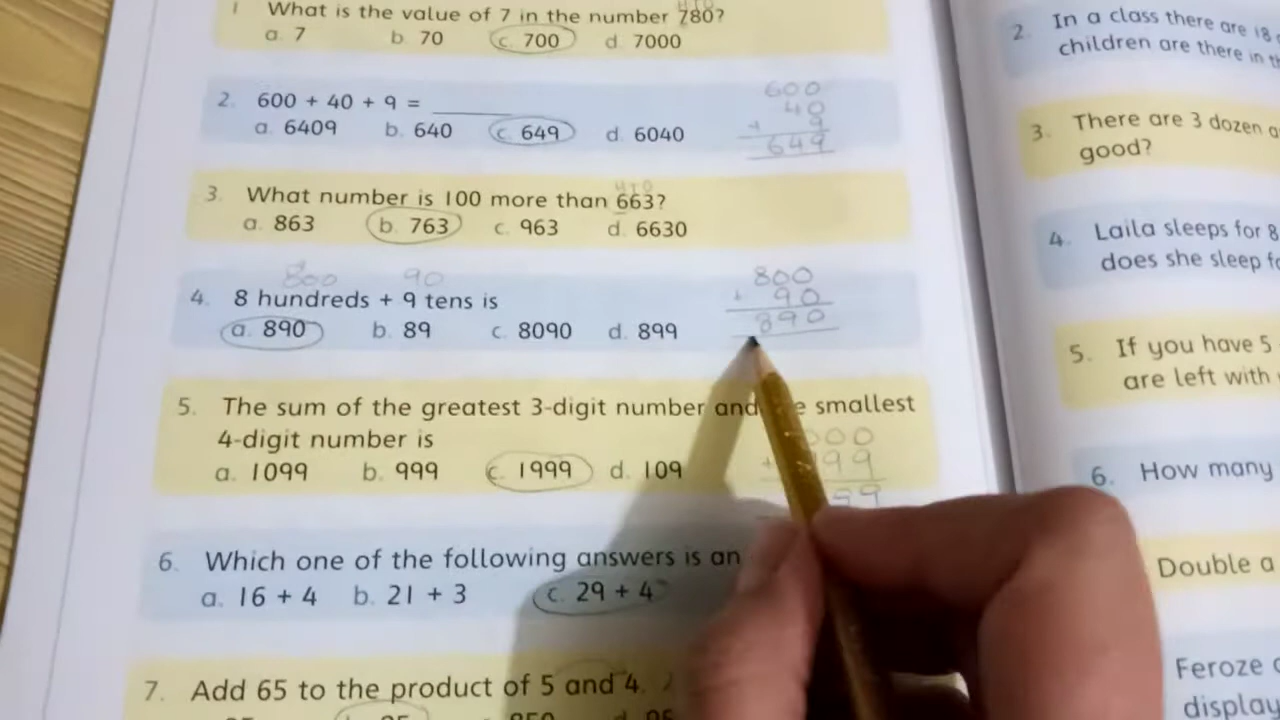 1 What is the value of 7 in the number 780?
a. 7 b. 70 c. 700 d. 7000
2. 600 + 40 + 9 = ______
a. 6409 b. 640 c. 649 d. 6040
600
40
+ 9
649
3. What number is 100 more than 663?
HTO
a. 863 b. 763 c. 963 d. 6630
800 90
4. 8 hundreds + 9 tens is
a. 890 b. 89 c. 8090 d. 899
800
+ 90
890
5. The sum of the greatest 3-digit number and smallest
4-digit number is
a. 1099 b. 999 c. 1999 d. 109
6. Which one of the following answers is an
a. 16 + 4 b. 21 + 3 c. 29 + 4
7. Add 65 to the product of 5 and 4.
2. In a class there are 18
children are there in
3. There are 3 dozen
good?
4. Laila sleeps for 8
does she sleep
5. If you have 5
are left with
6. How many
Double a
Feroze
display